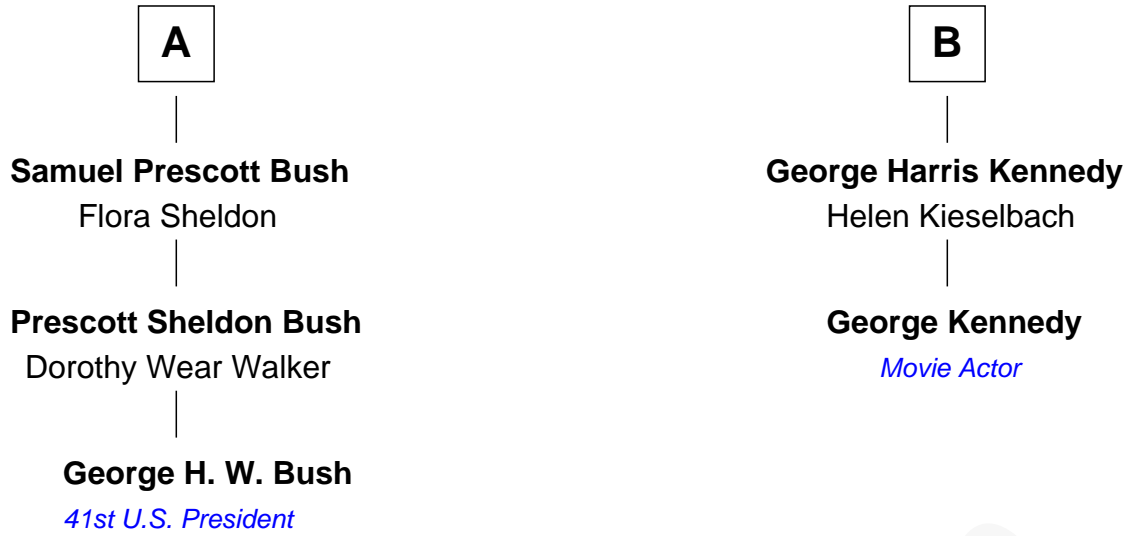 A
Samuel Prescott Bush
Flora Sheldon
Prescott Sheldon Bush
Dorothy Wear Walker
George H. W. Bush
41st U.S. President
B
George Harris Kennedy
Helen Kieselbach
George Kennedy
Movie Actor